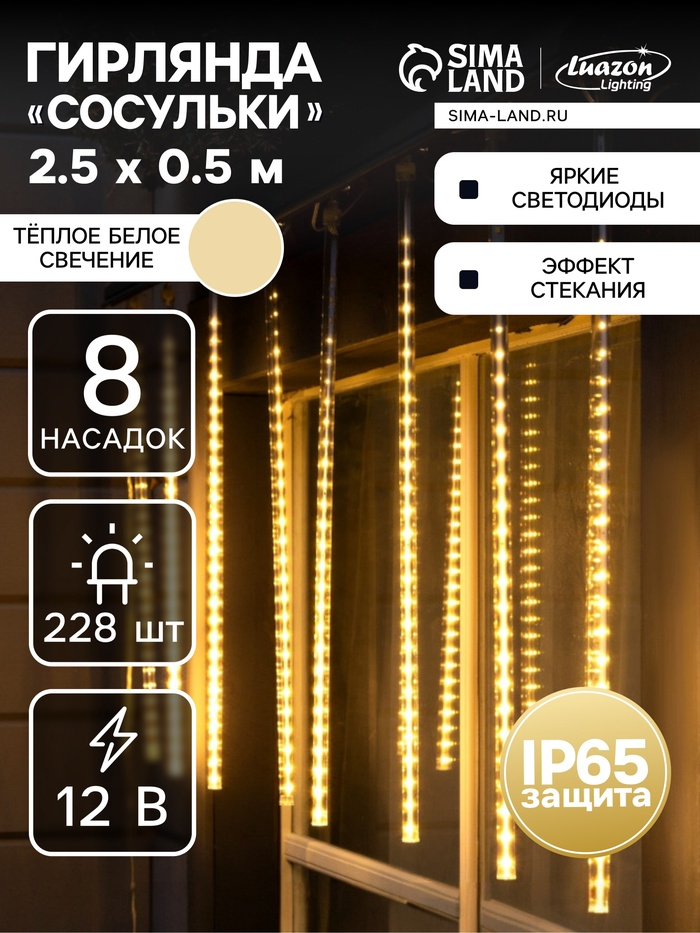 ГИРЛЯНДА
«СОСУЛЬКИ»
2.5 х 0.5 м
SIMA
LAND
Luazon
Lighting
SIMA-LAND.RU
ЯРКИЕ
СВЕТОДИОДЫ
ТЁПЛОЕ БЕЛОЕ
СВЕЧЕНИЕ
ЭФФЕКТ
СТЕКАНИЯ
8
НАСАДОК
228 шт
12 В
IP65
защита